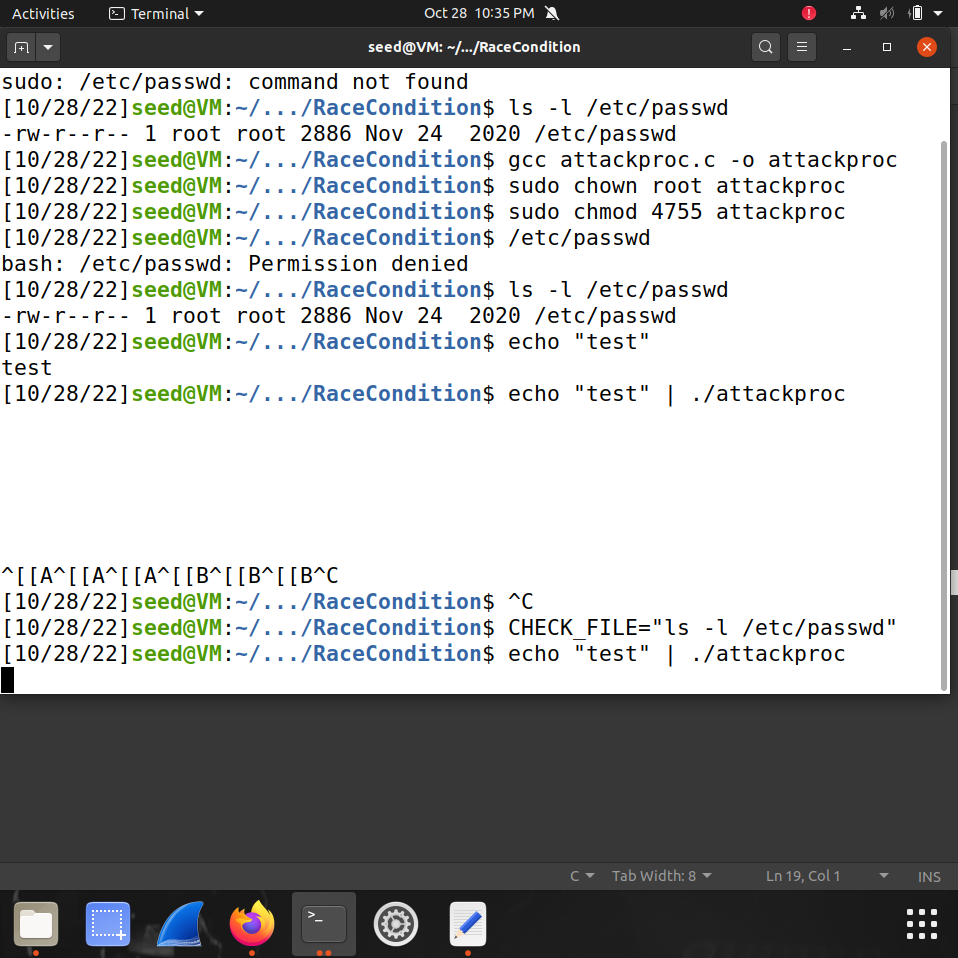 Activities
Terminal
Oct 28 10:35 PM
seed@VM: ~/.../RaceCondition
sudo: /etc/passwd: command not found
[10/28/22]seed@VM:~/.../RaceCondition$ ls -l /etc/passwd
-rw-r--r-- 1 root root 2886 Nov 24  2020 /etc/passwd
[10/28/22]seed@VM:~/.../RaceCondition$ gcc attackproc.c -o attackproc
[10/28/22]seed@VM:~/.../RaceCondition$ sudo chown root attackproc
[10/28/22]seed@VM:~/.../RaceCondition$ sudo chmod 4755 attackproc
[10/28/22]seed@VM:~/.../RaceCondition$ /etc/passwd
bash: /etc/passwd: Permission denied
[10/28/22]seed@VM:~/.../RaceCondition$ ls -l /etc/passwd
-rw-r--r-- 1 root root 2886 Nov 24  2020 /etc/passwd
[10/28/22]seed@VM:~/.../RaceCondition$ echo "test"
test
[10/28/22]seed@VM:~/.../RaceCondition$ echo "test" | ./attackproc
^[[A^[[A^[[A^[[B^[[B^[[B^C
[10/28/22]seed@VM:~/.../RaceCondition$ ^C
[10/28/22]seed@VM:~/.../RaceCondition$ CHECK_FILE="ls -l /etc/passwd"
[10/28/22]seed@VM:~/.../RaceCondition$ echo "test" | ./attackproc
C
Tab Width: 8
Ln 19, Col 1
INS